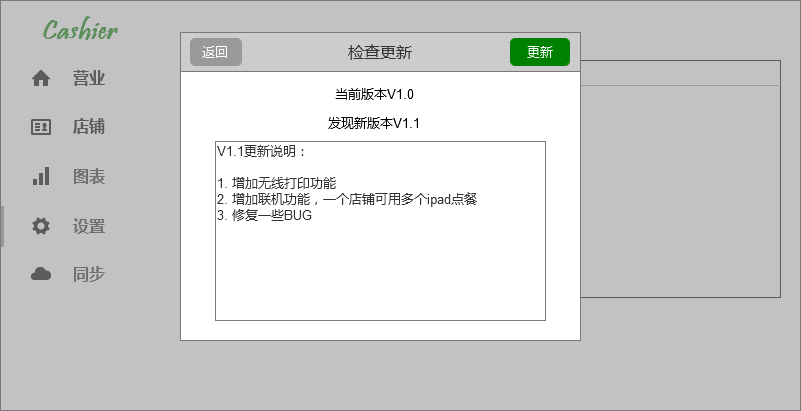 Cashier
营业
店铺
图表
设置
同步
返回
检查更新
更新
当前版本V1.0
发现新版本V1.1
V1.1更新说明：
1. 增加无线打印功能
2. 增加联机功能，一个店铺可用多个ipad点餐
3. 修复一些BUG